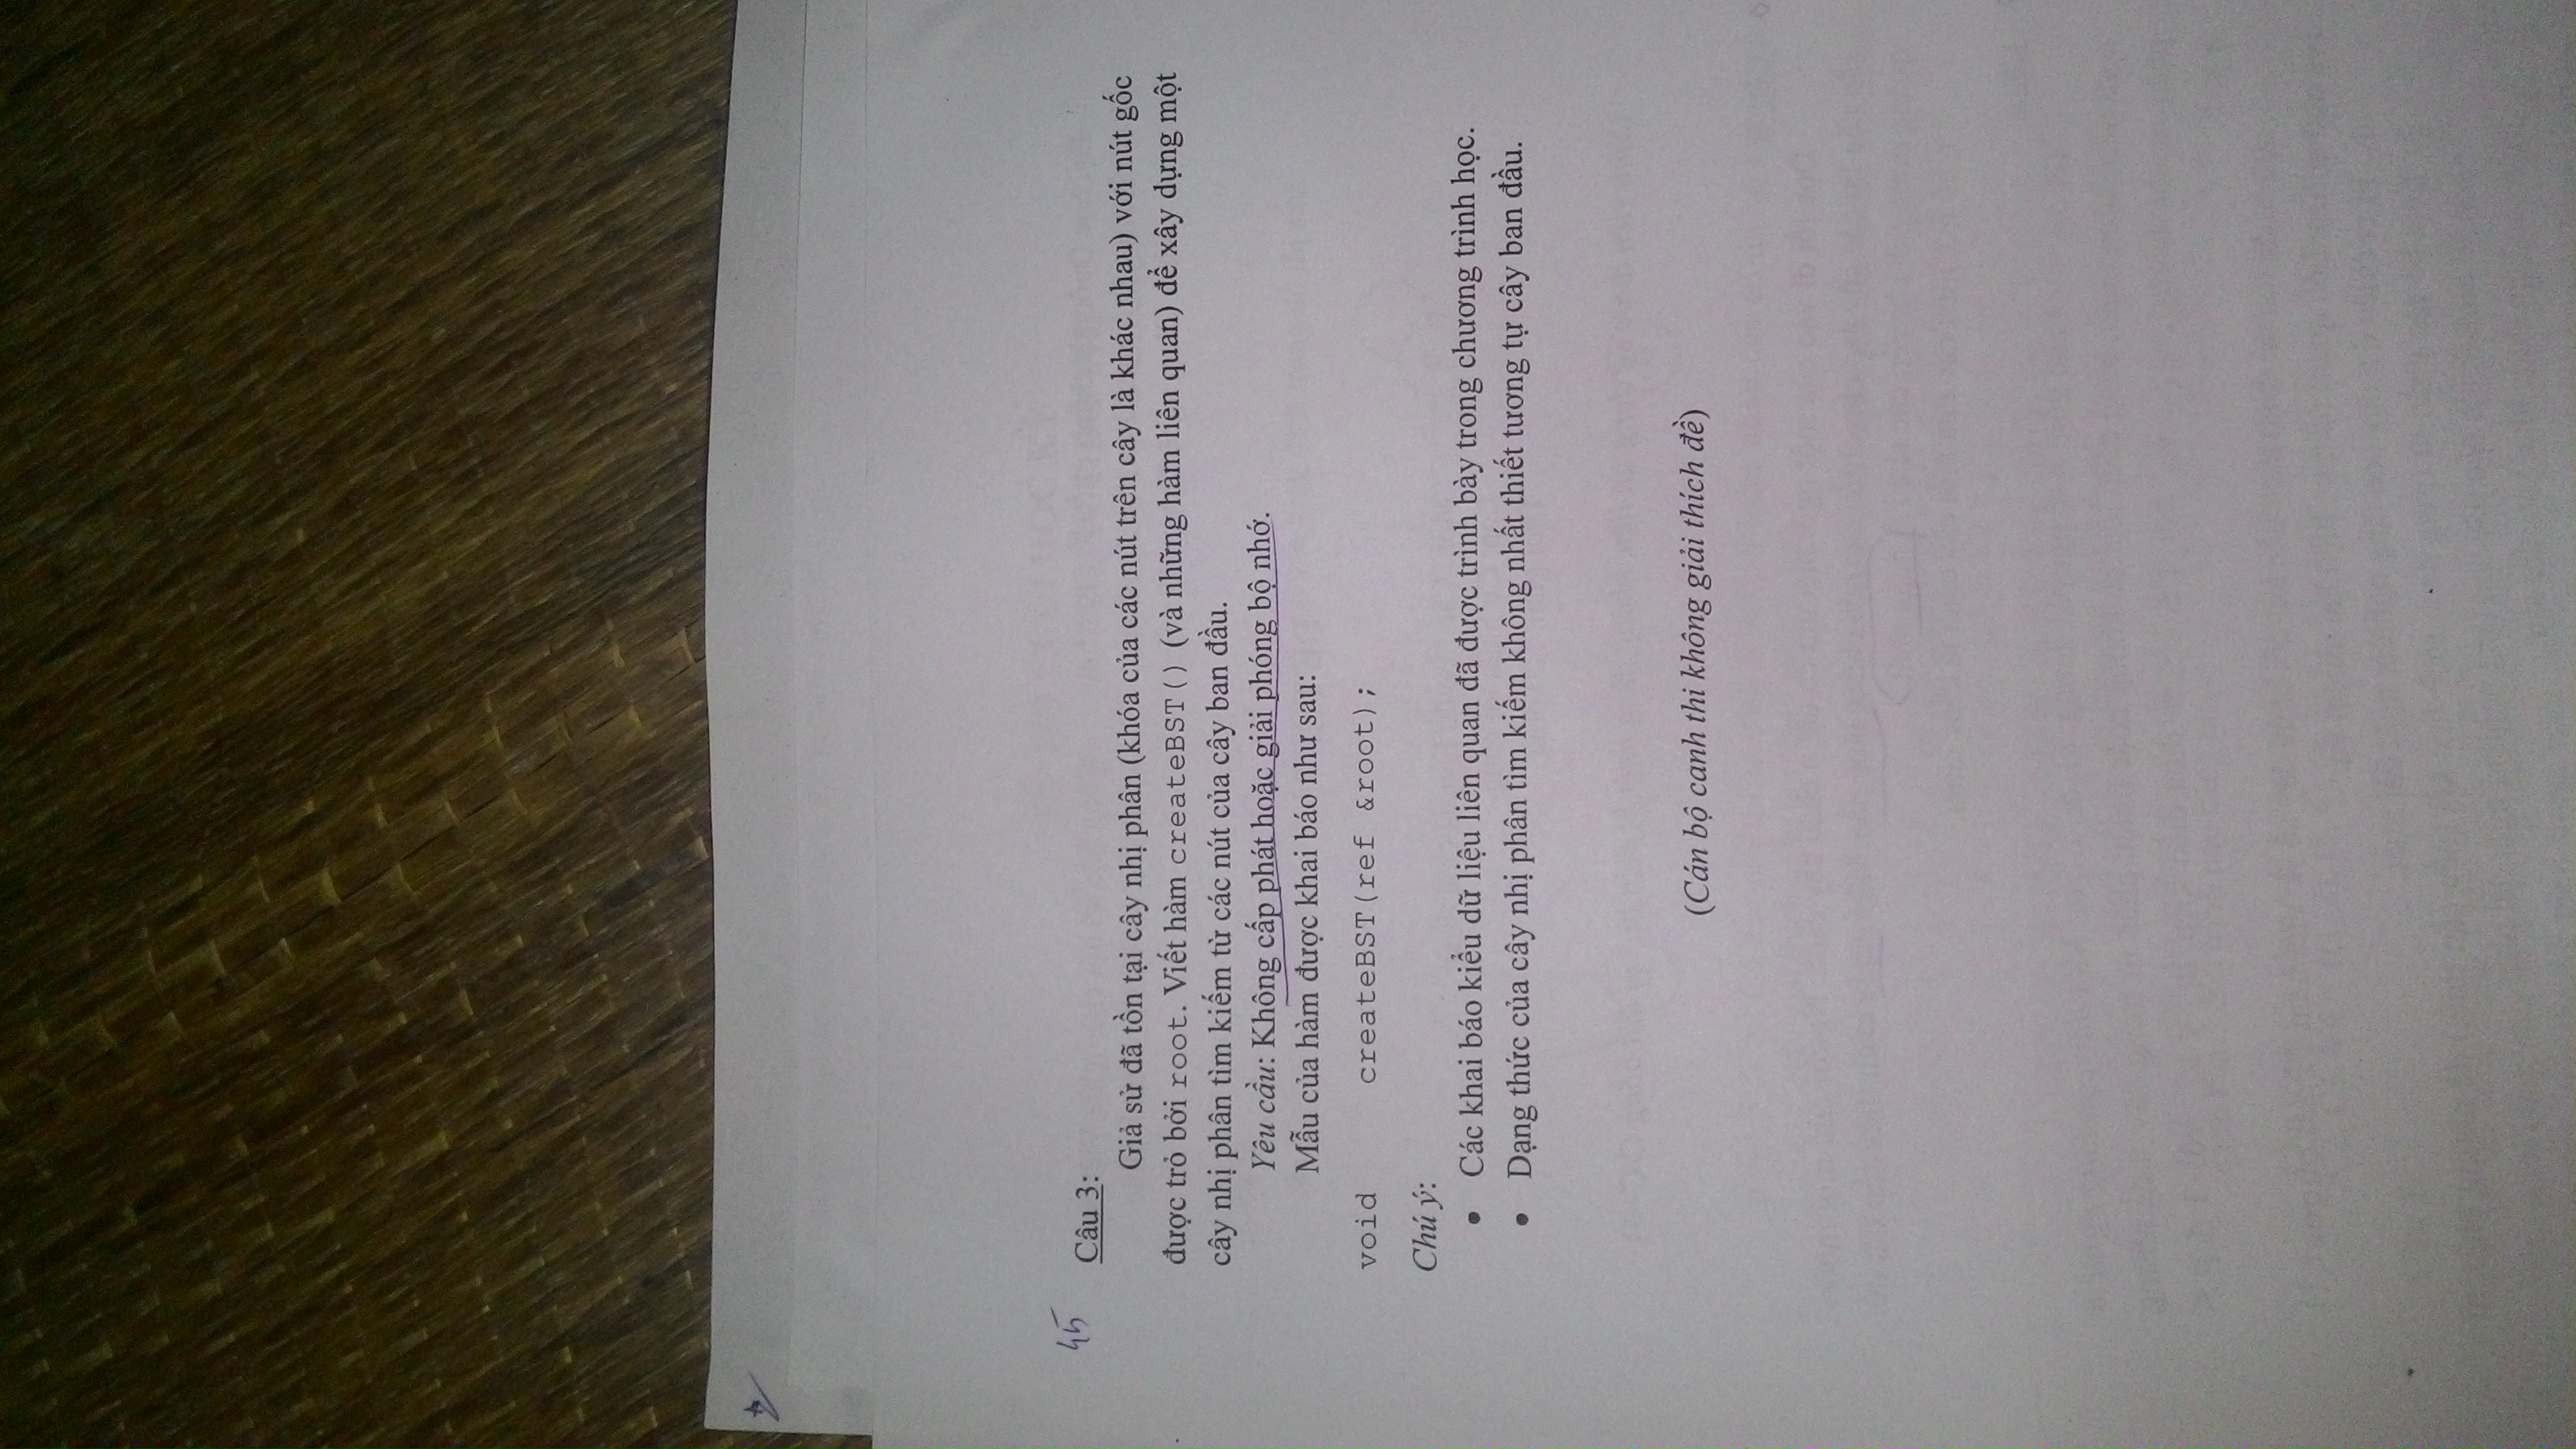 45
Câu 3:
Giả sử đã tồn tại cây nhị phân (khóa của các nút trên cây là khác nhau) với nút gốc
được trỏ bởi root. Viết hàm createBST() (và những hàm liên quan) để xây dựng một
cây nhị phân tìm kiếm từ các nút của cây ban đầu.
Yêu cầu: Không cấp phát hoặc giải phóng bộ nhớ.
Mẫu của hàm được khai báo như sau:
void createBST(ref &root);
Chú ý:
• Các khai báo kiểu dữ liệu liên quan đã được trình bày trong chương trình học.
• Dạng thức của cây nhị phân tìm kiếm không nhất thiết tương tự cây ban đầu.
(Cán bộ canh thi không giải thích đề)